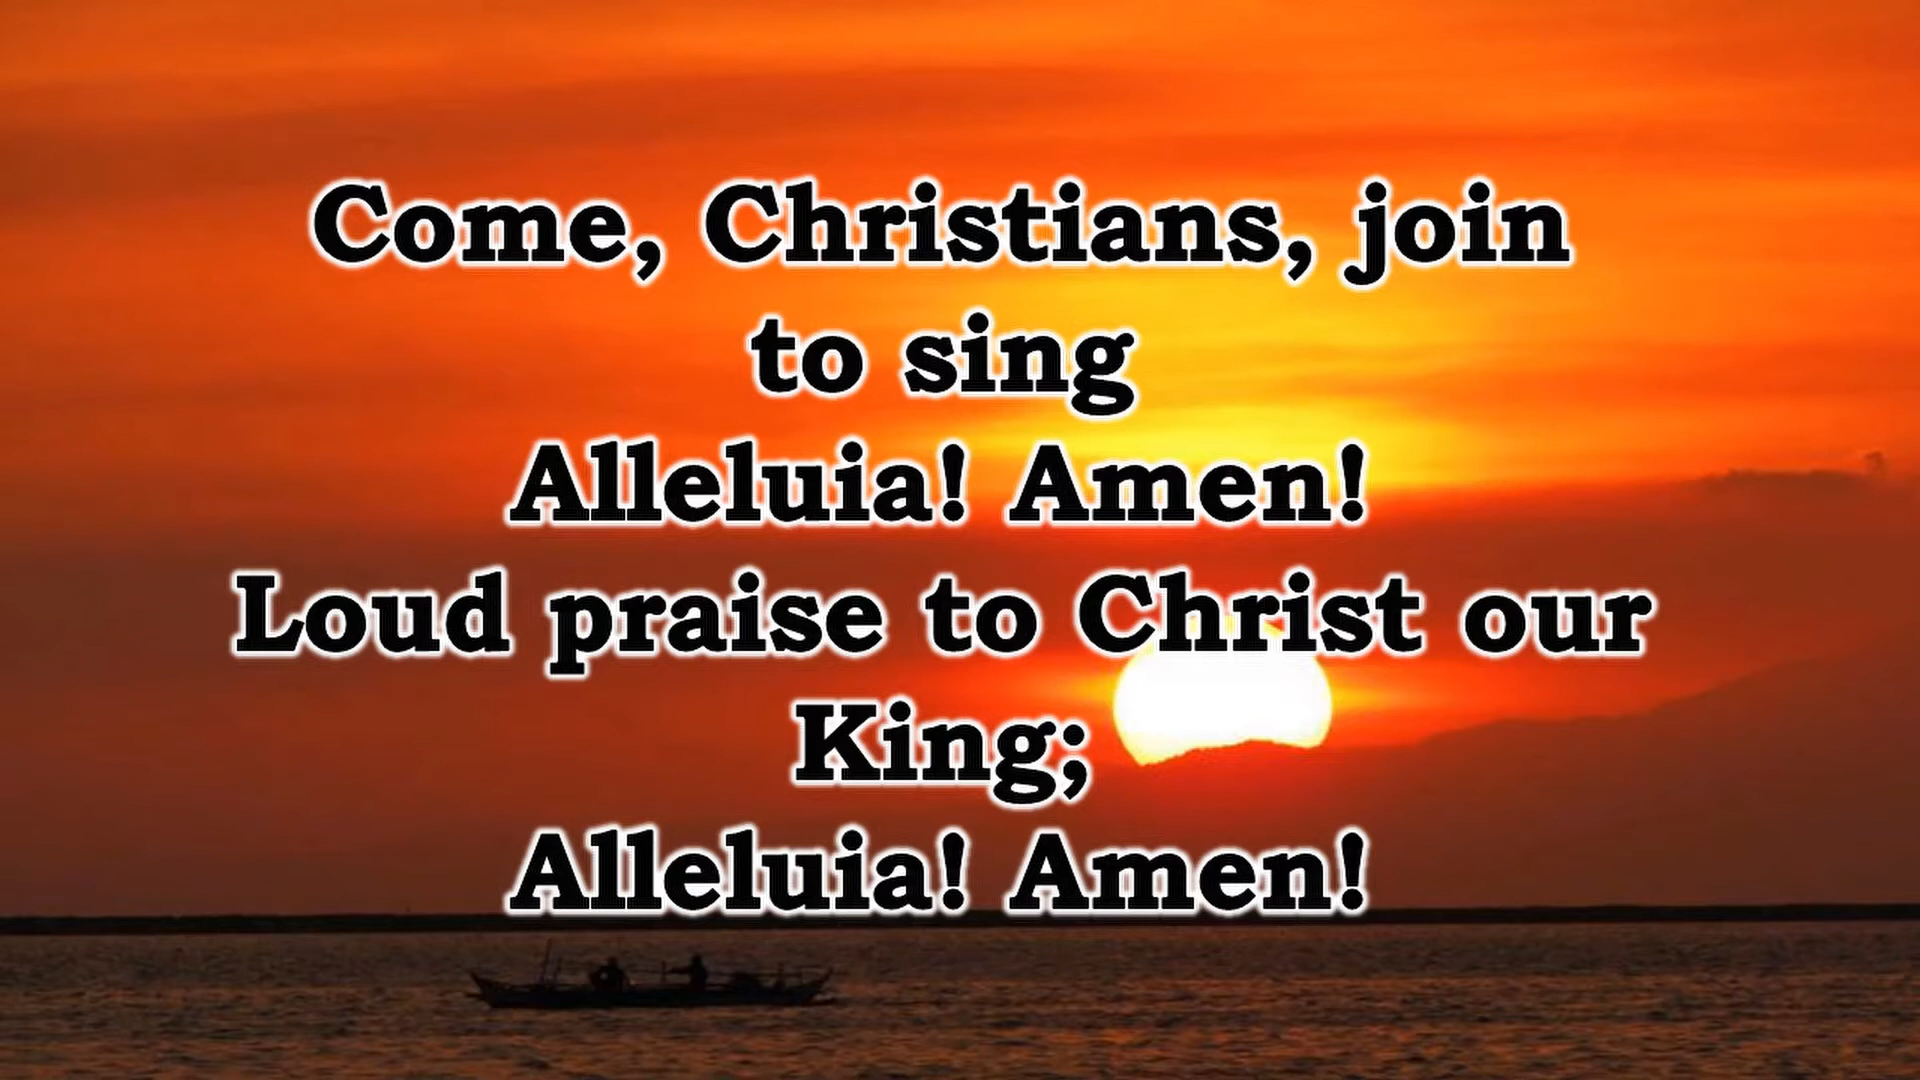 Come, Christians, join
to sing
Alleluia! Amen!
Loud praise to Christ our
King;
Alleluia! Amen!